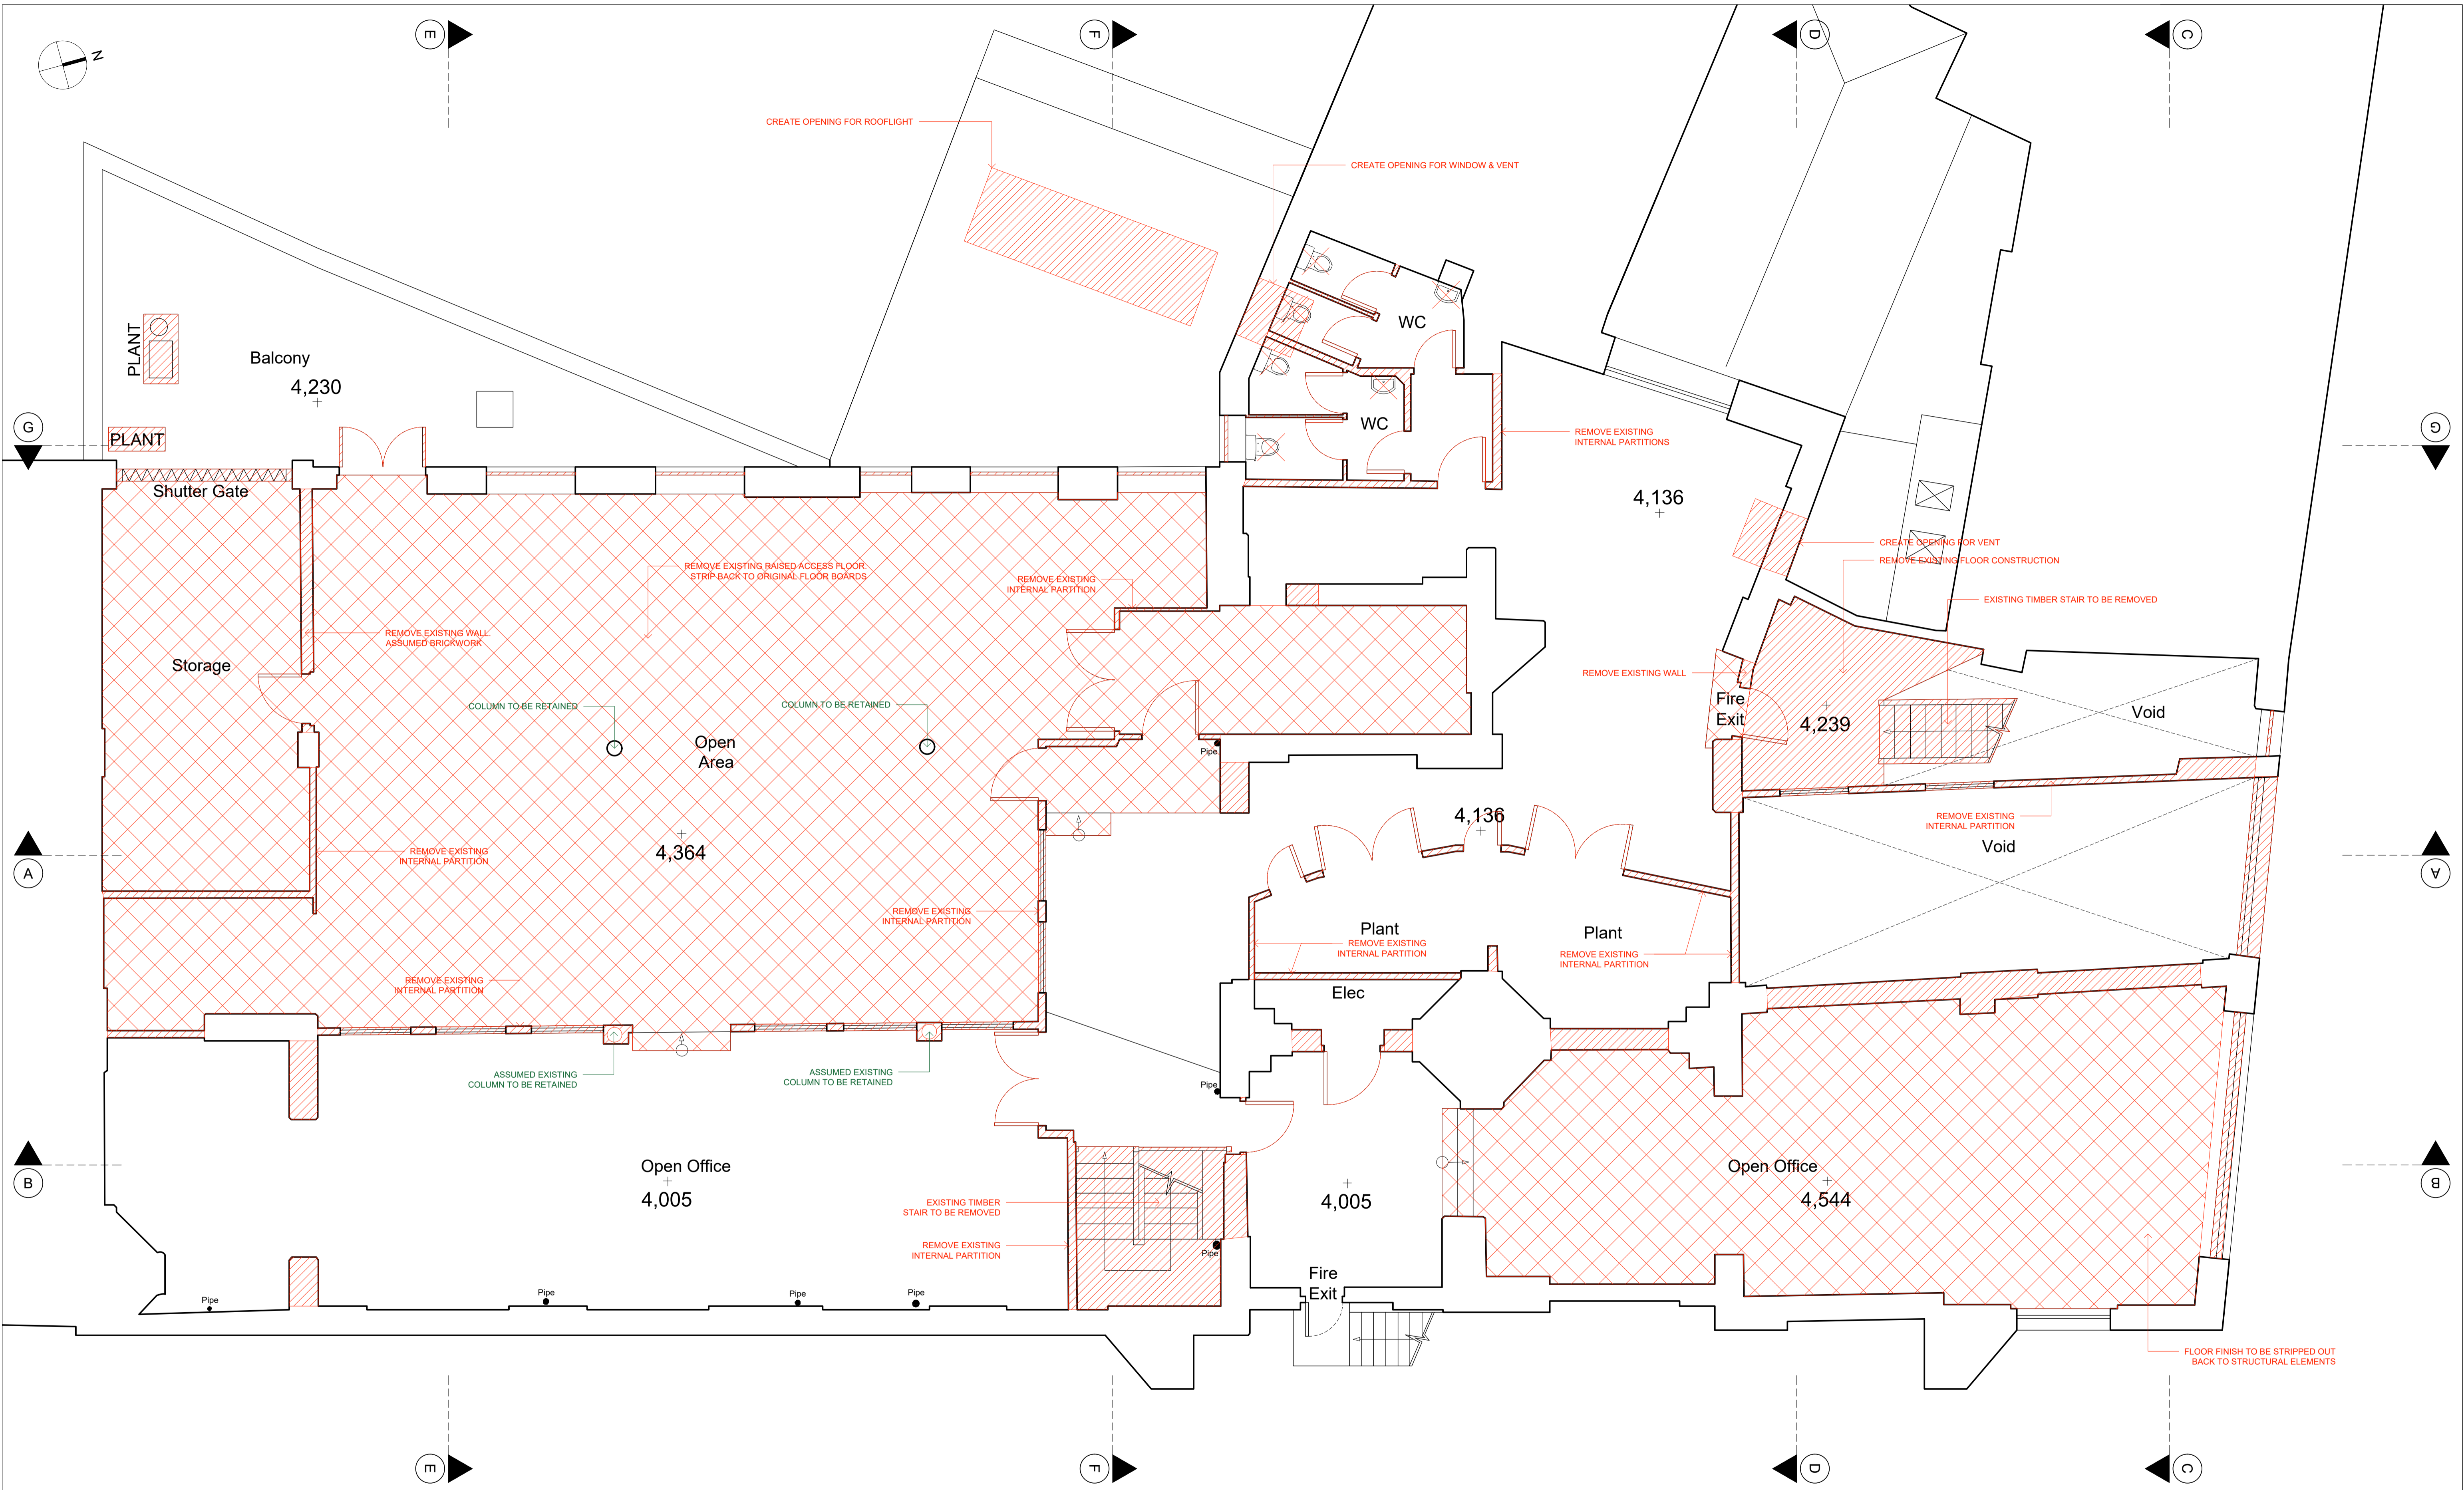 E
F
D
C
N
CREATE OPENING FOR ROOFLIGHT
CREATE OPENING FOR WINDOW & VENT
WC
PLANT
Balcony
4,230
G
PLANT
WC
REMOVE EXISTING
INTERNAL PARTITIONS
G
Shutter Gate
4,136
CREATE OPENING FOR VENT
REMOVE EXISTING FLOOR CONSTRUCTION
REMOVE EXISTING RAISED ACCESS FLOOR.
STRIP BACK TO ORIGINAL FLOOR BOARDS
REMOVE EXISTING
INTERNAL PARTITION
EXISTING TIMBER STAIR TO BE REMOVED
REMOVE EXISTING WALL.
ASSUMED BRICKWORK
Storage
REMOVE EXISTING WALL
COLUMN TO BE RETAINED
COLUMN TO BE RETAINED
Fire
Exit
4,239
Void
Open
Area
Pipe
4,136
REMOVE EXISTING
INTERNAL PARTITION
Void
4,364
REMOVE EXISTING
INTERNAL PARTITION
A
A
REMOVE EXISTING
INTERNAL PARTITION
Plant
REMOVE EXISTING
INTERNAL PARTITION
Plant
REMOVE EXISTING
INTERNAL PARTITION
REMOVE EXISTING
INTERNAL PARTITION
Elec
ASSUMED EXISTING
COLUMN TO BE RETAINED
ASSUMED EXISTING
COLUMN TO BE RETAINED
Pipe
Open Office
4,005
B
EXISTING TIMBER
STAIR TO BE REMOVED
4,005
Open Office
4,544
B
REMOVE EXISTING
INTERNAL PARTITION
Pipe
Fire
Exit
Pipe
Pipe
Pipe
Pipe
FLOOR FINISH TO BE STRIPPED OUT
BACK TO STRUCTURAL ELEMENTS
E
F
D
C